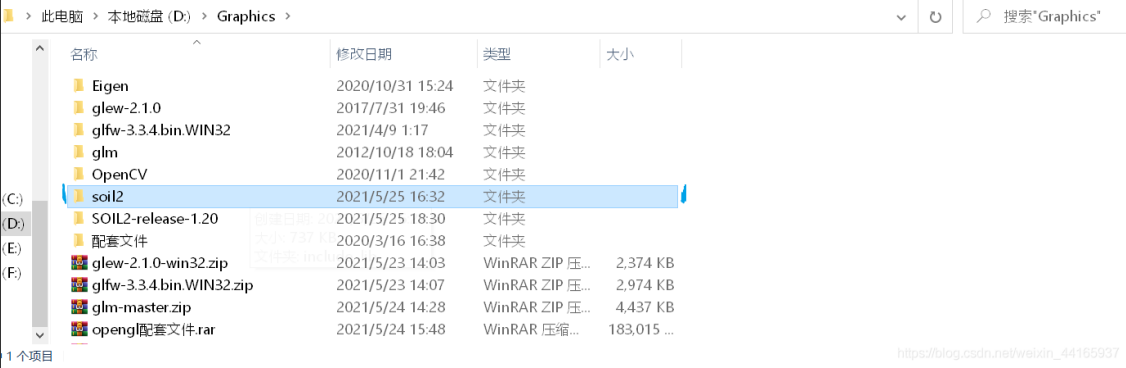 此电脑 › 本地磁盘 (D:) › Graphics › 搜索"Graphics"
名称 修改日期 类型 大小
Eigen 2020/10/31 15:24 文件夹
glew-2.1.0 2017/7/31 19:46 文件夹
glfw-3.3.4.bin.WIN32 2021/4/9 1:17 文件夹
glm 2012/10/18 18:04 文件夹
OpenCV 2020/11/1 21:42 文件夹
(C:) soil2 2021/5/25 16:32 文件夹
(D:) SOIL2-release-1.20 2021/5/25 18:30 文件夹
(E:) 配套文件 2020/3/16 16:38 文件夹
(F:) glew-2.1.0-win32.zip 2021/5/23 14:03 WinRAR ZIP 压... 2,374 KB
glfw-3.3.4.bin.WIN32.zip 2021/5/23 14:07 WinRAR ZIP 压... 2,974 KB
glm-master.zip 2021/5/24 14:28 WinRAR ZIP 压... 4,437 KB
opengl配套文件.rar 2021/5/24 15:48 WinRAR 压缩... 183,015 ...
1 个项目
https://blog.csdn.net/weixin_44165937